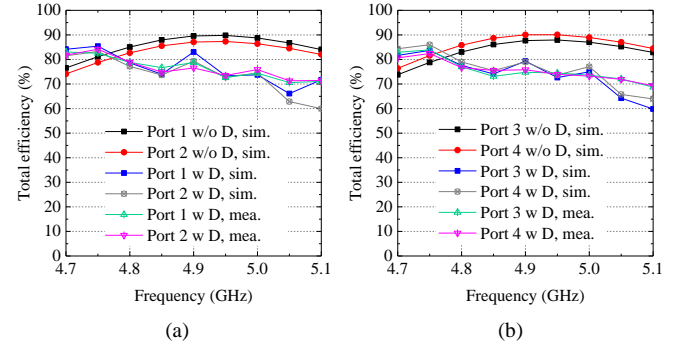 100
90
80
70
60
50
40
30
20
10
0
Total efficiency (%)
Port 1 w/o D, sim.
Port 2 w/o D, sim.
Port 1 w D, sim.
Port 2 w D, sim.
Port 1 w D, mea.
Port 2 w D, mea.
4.7 4.8 4.9 5.0 5.1
Frequency (GHz)
(a)
100
90
80
70
60
50
40
30
20
10
0
Total efficiency (%)
Port 3 w/o D, sim.
Port 4 w/o D, sim.
Port 3 w D, sim.
Port 4 w D, sim.
Port 3 w D, mea.
Port 4 w D, mea.
4.7 4.8 4.9 5.0 5.1
Frequency (GHz)
(b)